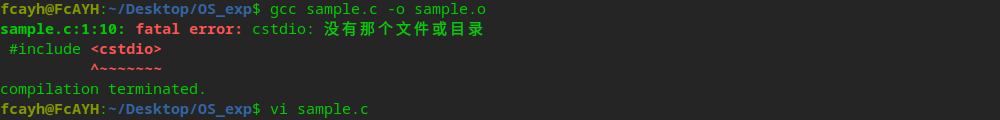 fcayh@FcAYH:~/Desktop/OS_exp$ gcc sample.c -o sample.o
sample.c:1:10: fatal error: cstdio: 没有那个文件或目录
 #include <cstdio>
          ^~~~~~~~
compilation terminated.
fcayh@FcAYH:~/Desktop/OS_exp$ vi sample.c